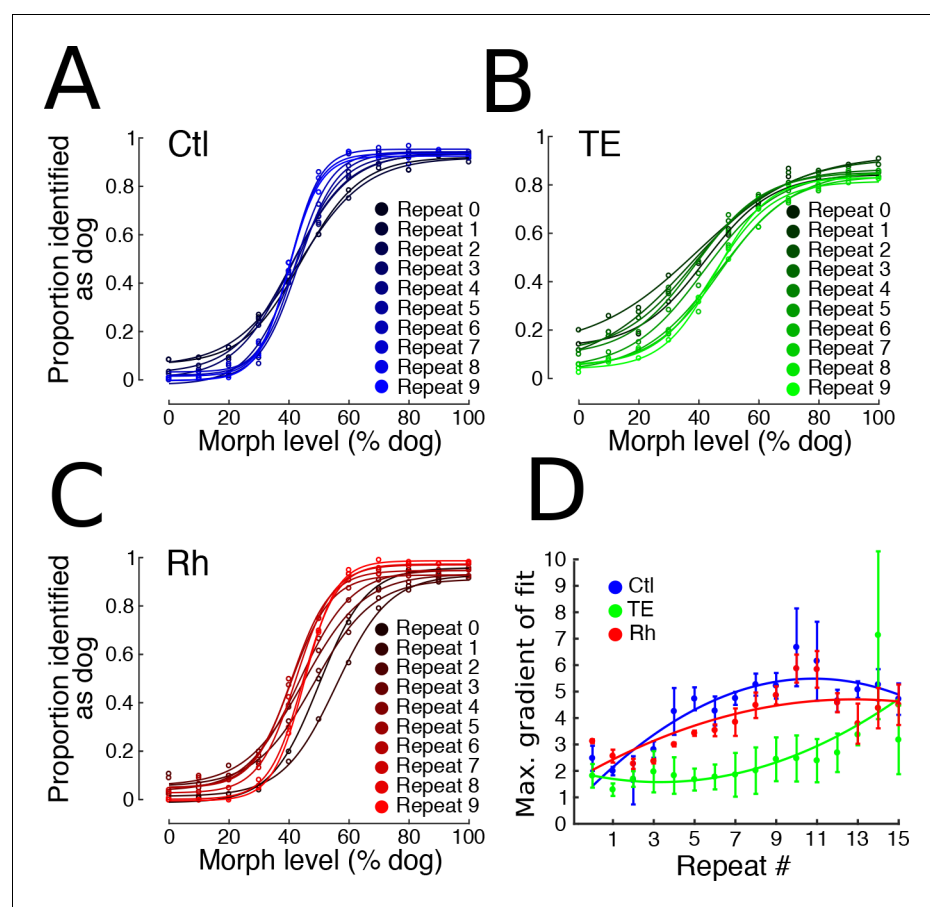 A
Ctl
Proportion identified
as dog
1
0.8
0.6
0.4
0.2
0
Repeat 0
Repeat 1
Repeat 2
Repeat 3
Repeat 4
Repeat 5
Repeat 6
Repeat 7
Repeat 8
Repeat 9
0 20 40 60 80 100
Morph level (% dog)
B
TE
1
0.8
0.6
0.4
0.2
0
Repeat 0
Repeat 1
Repeat 2
Repeat 3
Repeat 4
Repeat 5
Repeat 6
Repeat 7
Repeat 8
Repeat 9
0 20 40 60 80 100
Morph level (% dog)
C
Rh
Proportion identified
as dog
1
0.8
0.6
0.4
0.2
0
Repeat 0
Repeat 1
Repeat 2
Repeat 3
Repeat 4
Repeat 5
Repeat 6
Repeat 7
Repeat 8
Repeat 9
0 20 40 60 80 100
Morph level (% dog)
D
Max. gradient of fit
10
9
8
7
6
5
4
3
2
1
0
Ctl
TE
Rh
1 3 5 7 9 11 13 15
Repeat #